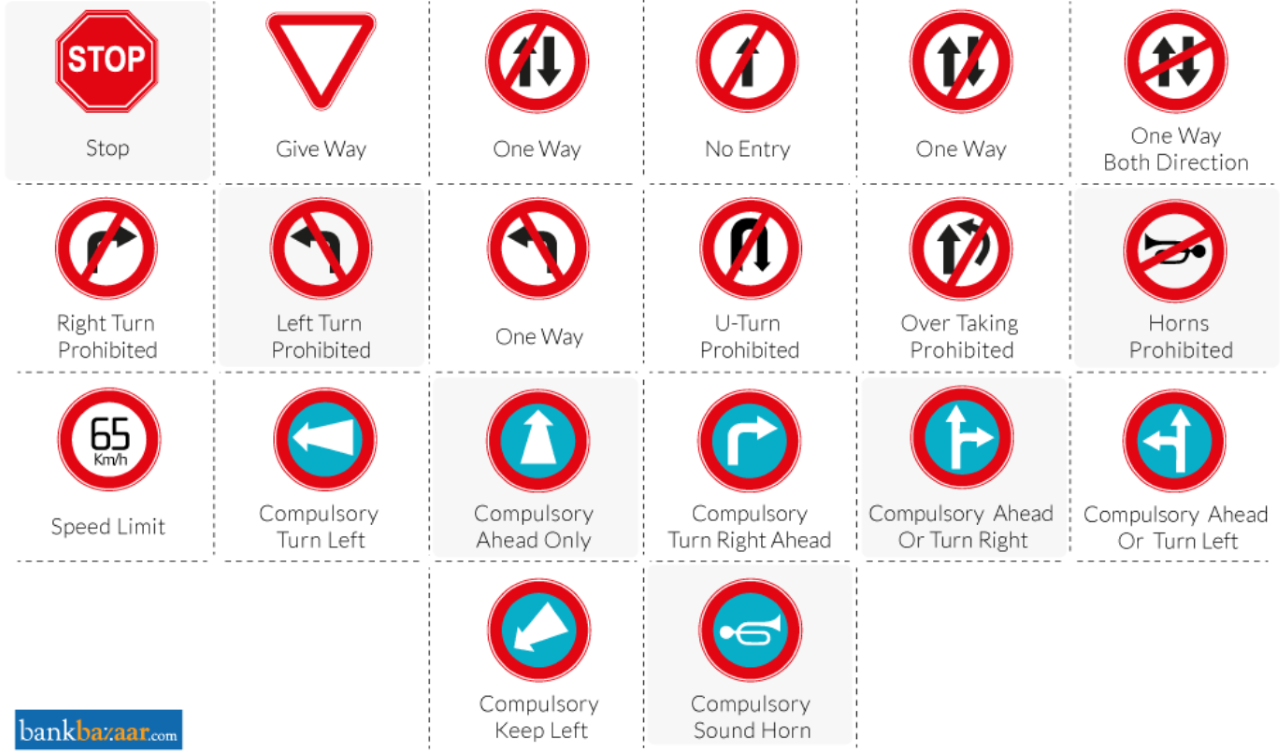 STOP
Stop
Give Way
One Way
No Entry
One Way
One Way
Both Direction
Right Turn
Prohibited
Left Turn
Prohibited
One Way
U-Turn
Prohibited
Over Taking
Prohibited
Horns
Prohibited
65
Km/h
Speed Limit
Compulsory
Turn Left
Compulsory
Ahead Only
Compulsory
Turn Right Ahead
Compulsory Ahead
Or Turn Right
Compulsory Ahead
Or Turn Left
Compulsory
Keep Left
Compulsory
Sound Horn
bankbazaar.com